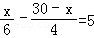 x/6 − (30 − x)/4 = 5